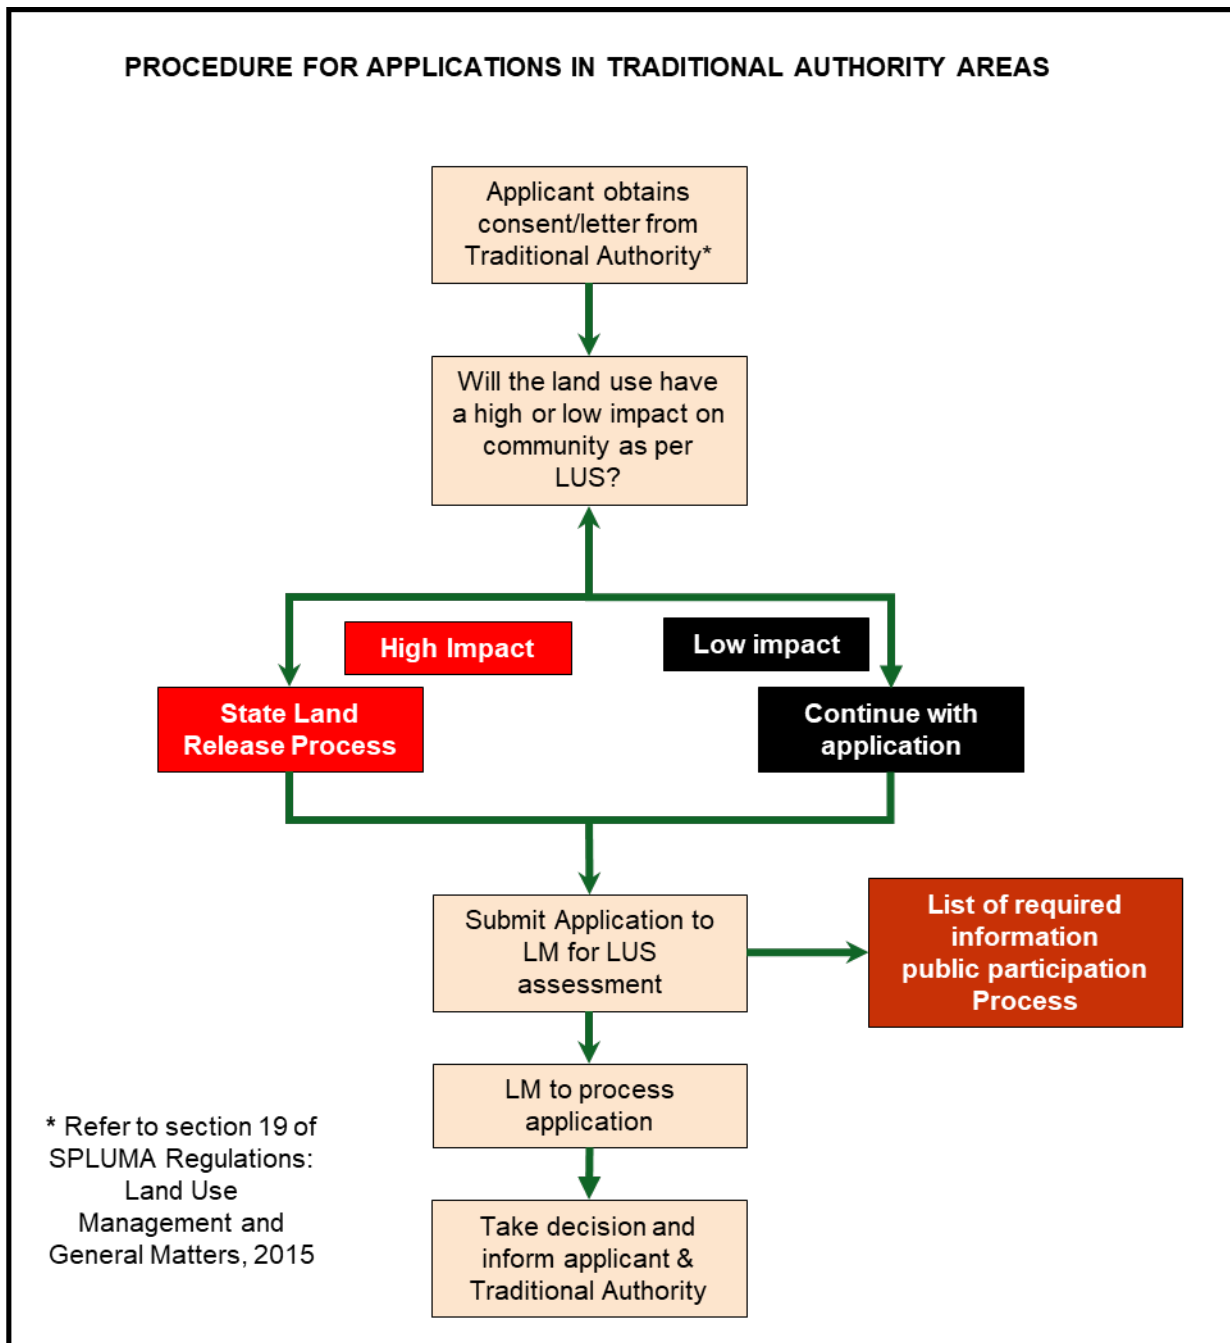 PROCEDURE FOR APPLICATIONS IN TRADITIONAL AUTHORITY AREAS
Applicant obtains
consent/letter from
Traditional Authority*
Will the land use have
a high or low impact on
community as per
LUS?
High Impact
Low impact
State Land
Release Process
Continue with
application
Submit Application to
LM for LUS
assessment
List of required
information
public participation
Process
LM to process
application
* Refer to section 19 of
SPLUMA Regulations:
Land Use
Management and
General Matters, 2015
Take decision and
inform applicant &
Traditional Authority